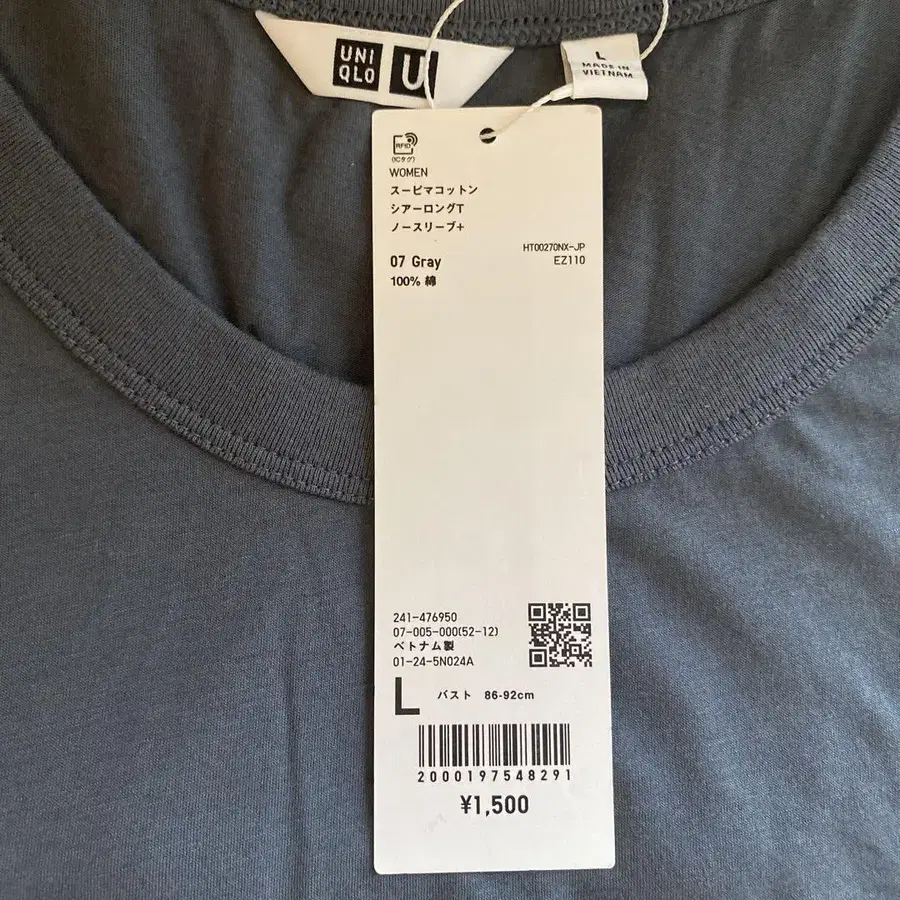 UNI
QLO
U
L
MADE IN
VIETNAM
RFID
(ICタグ)
WOMEN
スーピマコットン
シアーロングT
ノースリーブ+
HT00270NX-JP
07 Gray
EZ110
100% 綿
241-476950
07-005-000(52-12)
ベトナム製
01-24-5N024A
L バスト 86-92cm
2000197548291
¥1,500